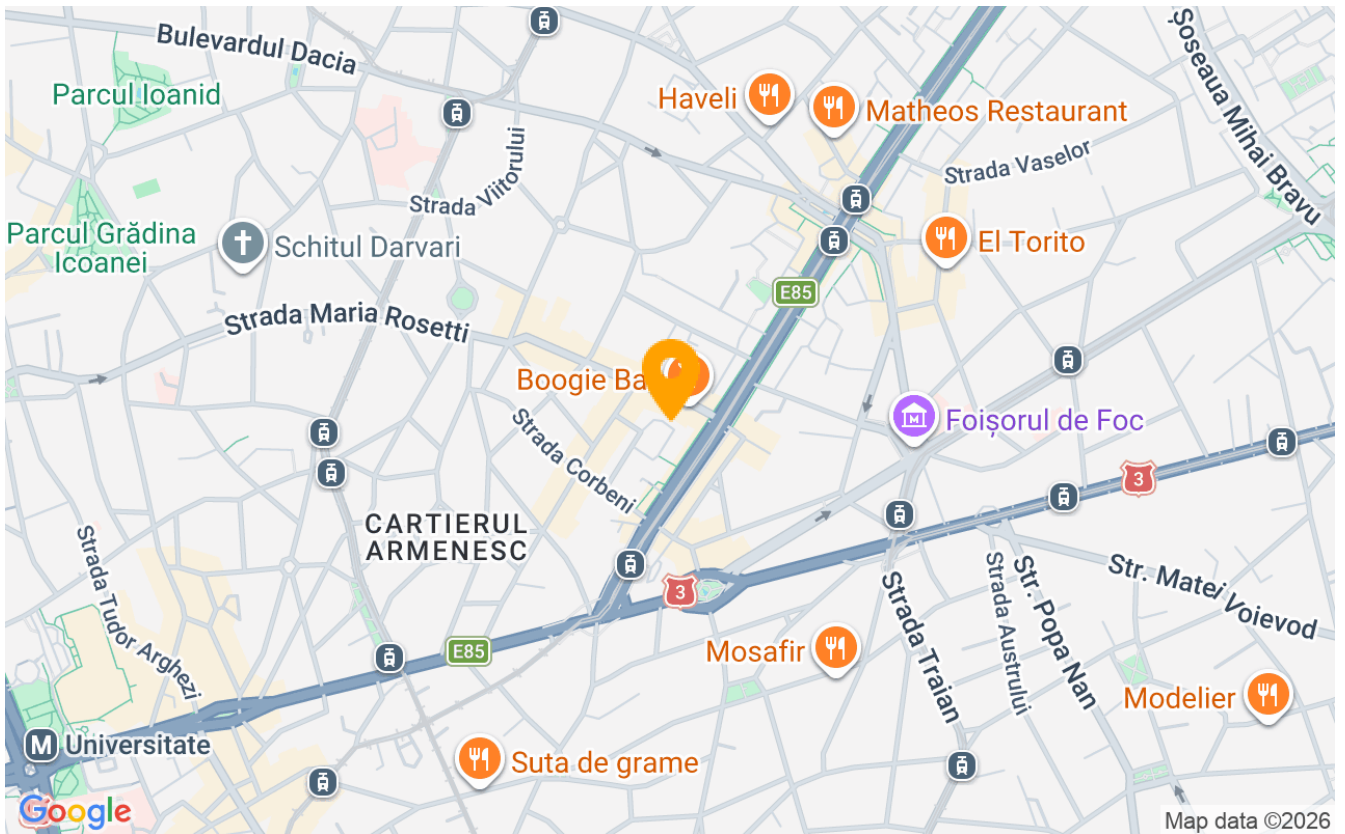 Bulevardul Dacia
Parcul Ioanid
Haveli
Matheos Restaurant
Șoseaua Mihai Bravu
Strada Vaselor
Strada Viitorului
Parcul Grădina
Icoanei
Schitul Darvari
El Torito
E85
Strada Maria Rosetti
Boogie Ba
Foișorul de Foc
Strada Corbeni
3
CARTIERUL
ARMENESC
Strada Tudor Arghezi
3
Str. Matei Voievod
Strada Traian
Strada Austrului
Str. Popa Nan
E85
Mosafir
Modelier
M
Universitate
Suta de grame
Google
Map data ©2026